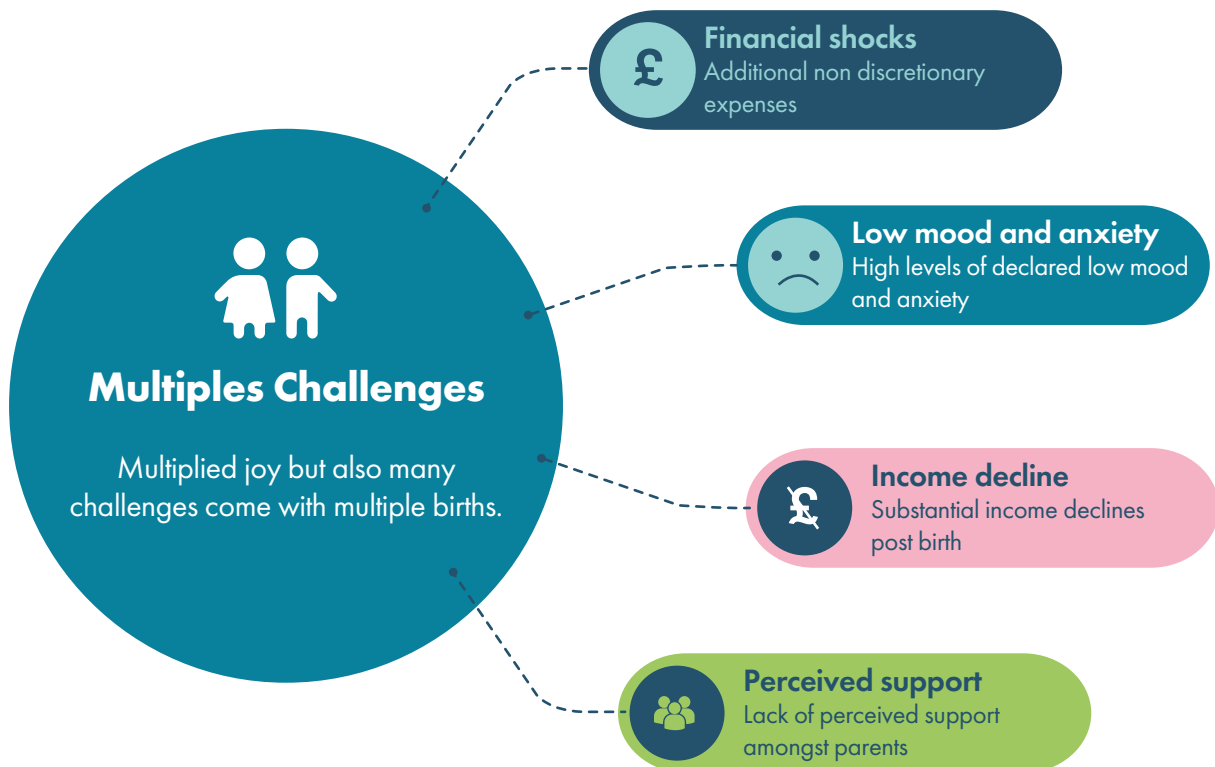 £
Financial shocks
Additional non discretionary
expenses
Low mood and anxiety
High levels of declared low mood
and anxiety
Multiples Challenges
Multiplied joy but also many
challenges come with multiple births.
£
Income decline
Substantial income declines
post birth
Perceived support
Lack of perceived support
amongst parents